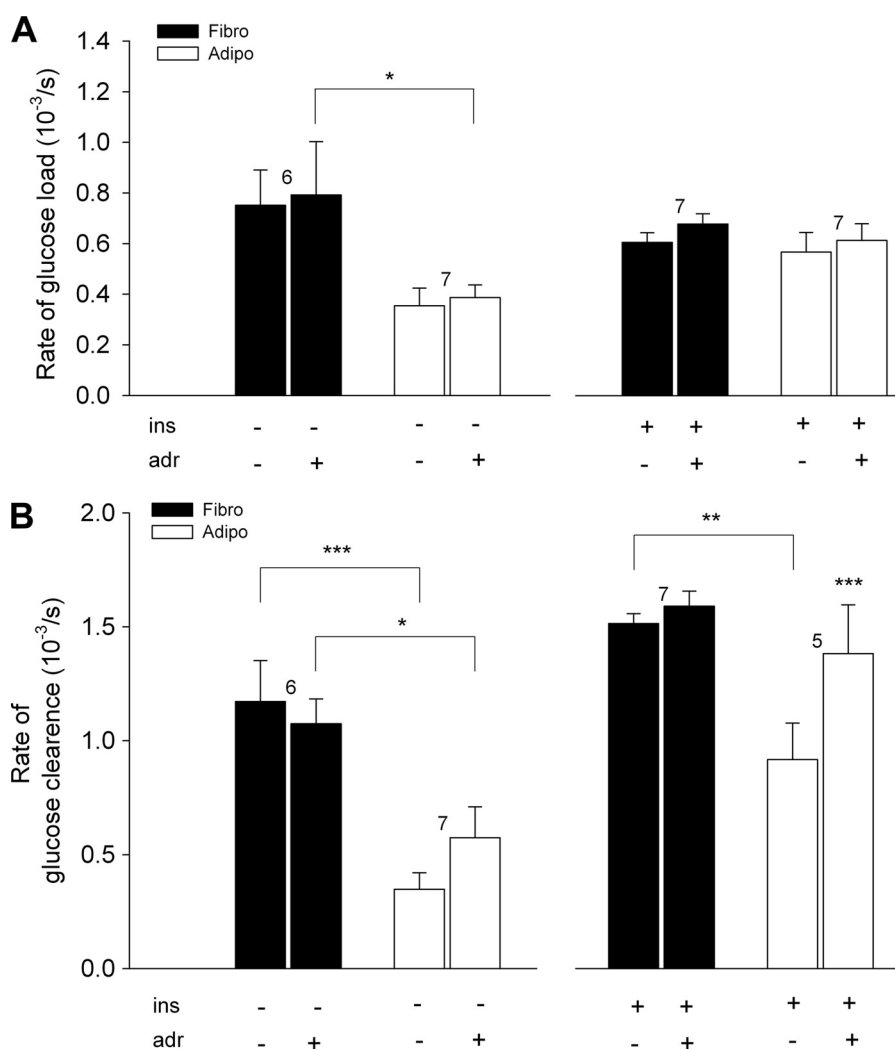 A
Fibro
Adipo
Rate of glucose load (10⁻³/s)
1.4
1.2
1.0
0.8
0.6
0.4
0.2
0.0
*
6
7
7
7
ins - - - - + + + +
adr - + - + - + - +
B
Fibro
Adipo
Rate of
glucose clearence (10⁻³/s)
2.0
1.5
1.0
0.5
0.0
***
*
**
***
6
7
7
5
ins - - - - + + + +
adr - + - + - + - +